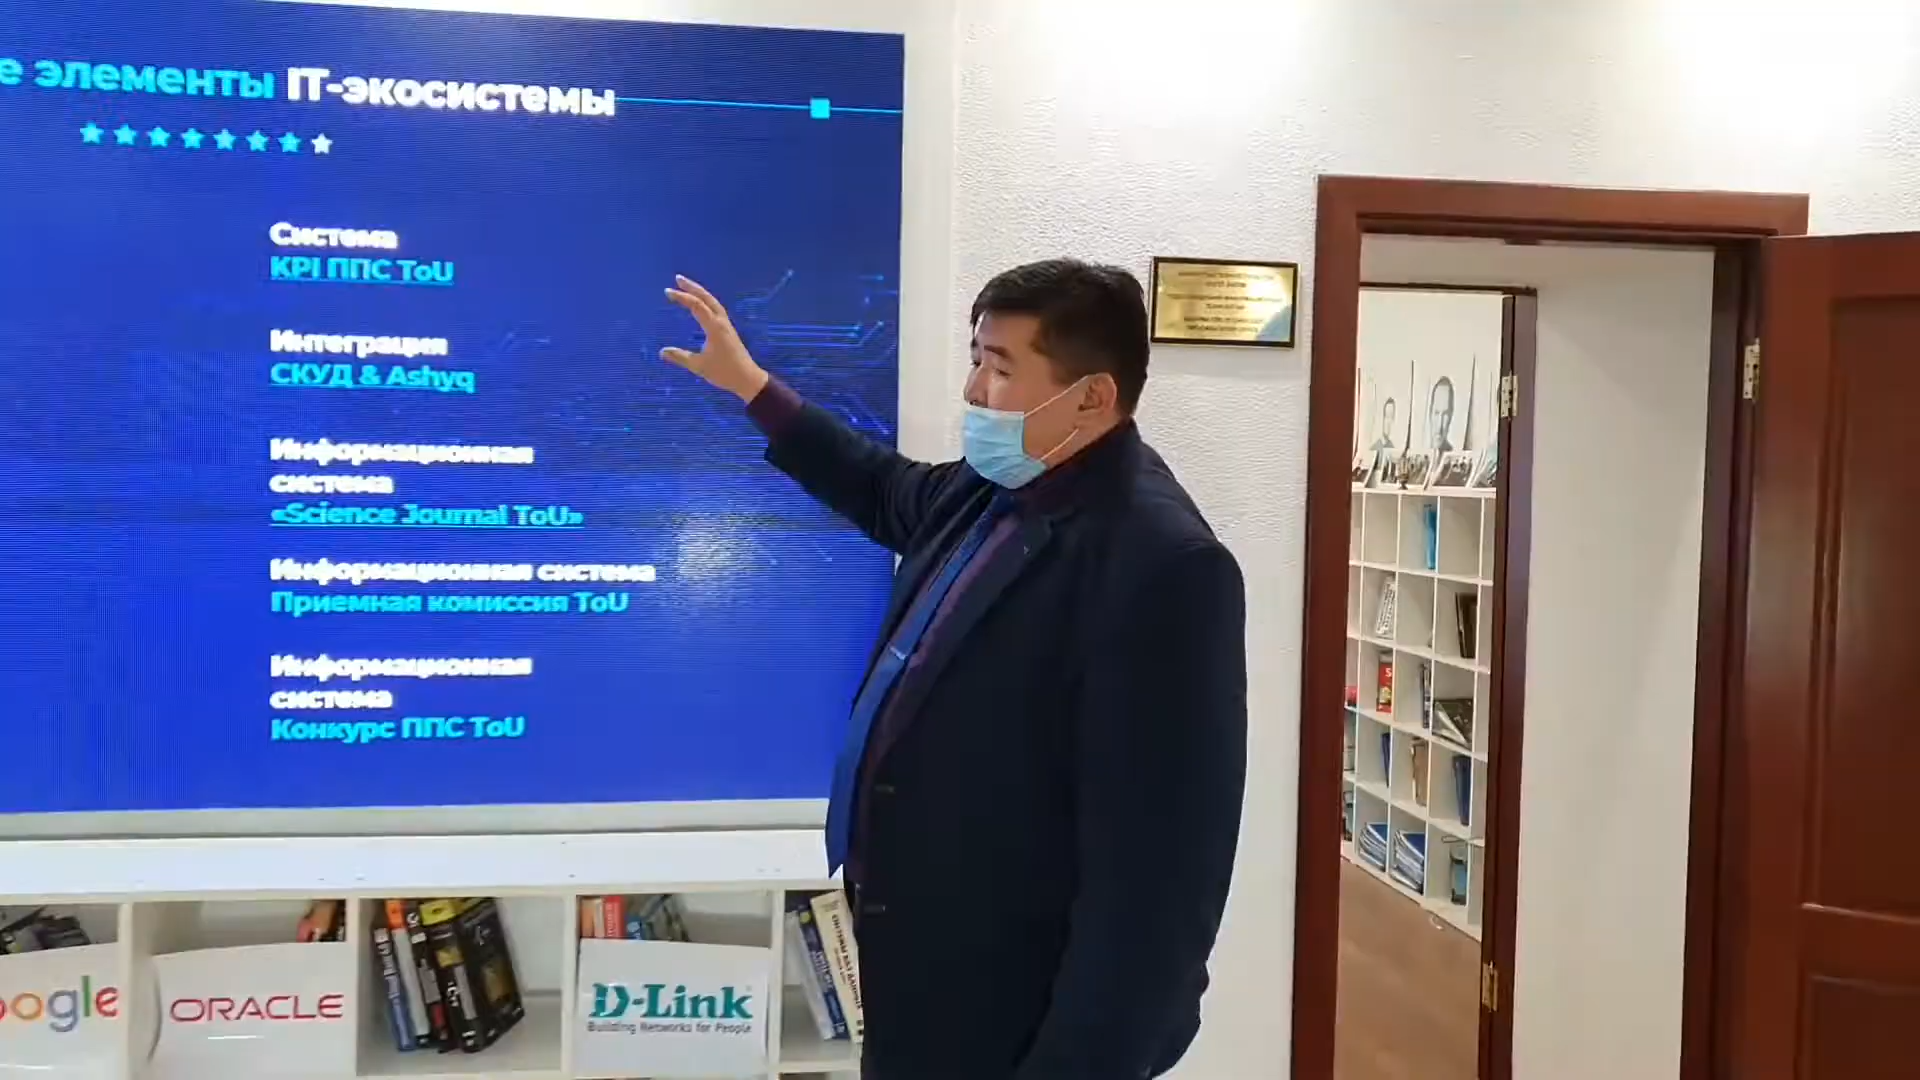 е элементы IT-экосистемы
Система
KPI ППС ToU
Интеграция
СКУД & Ashyq
Информационная
система
«Science Journal ToU»
Информационная система
Приемная комиссия ToU
Информационная
система
Конкурс ППС ToU
oogle
ORACLE
D-Link
Building Networks for People